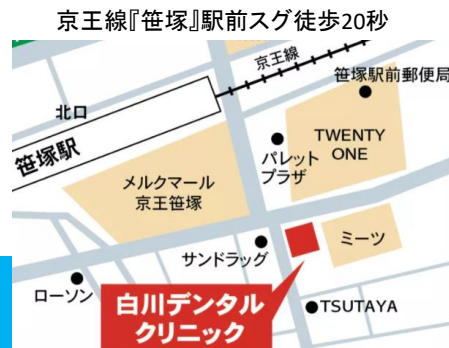 京王線『笹塚』駅前スグ徒歩20秒
京王線
笹塚駅前郵便局
北口
笹塚駅
TWENTY
ONE
パレット
プラザ
メルクマール
京王笹塚
サンドラッグ
ミーツ
ローソン
白川デンタル
クリニック
TSUTAYA